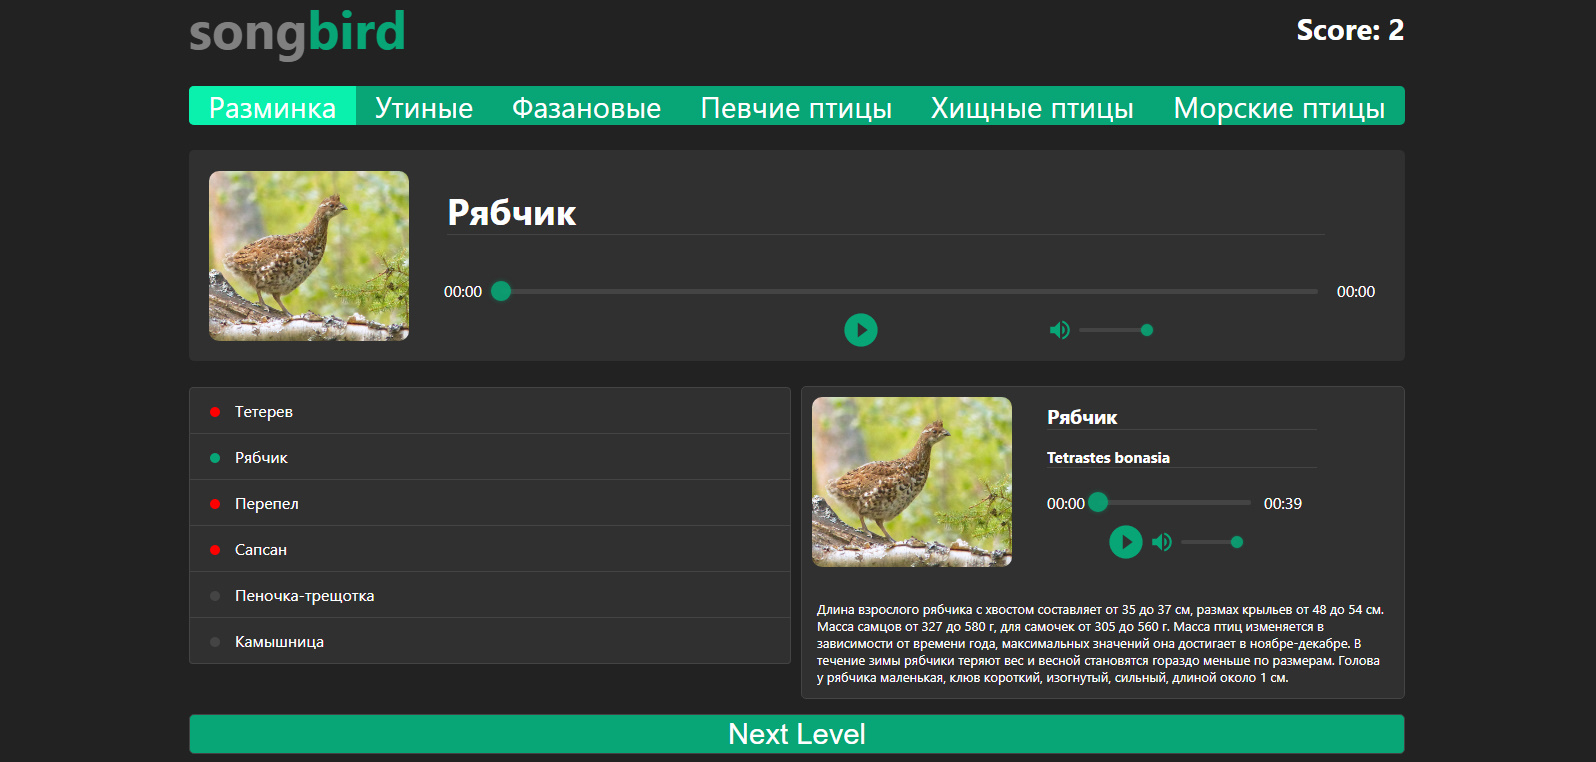 songbird
Score: 2
Разминка Утиные Фазановые Певчие птицы Хищные птицы Морские птицы
Рябчик
00:00 00:00
Тетерев
Рябчик
Перепел
Сапсан
Пеночка-трещотка
Камышница
Рябчик
Tetrastes bonasia
00:00 00:39
Длина взрослого рябчика с хвостом составляет от 35 до 37 см, размах крыльев от 48 до 54 см.
Масса самцов от 327 до 580 г, для самочек от 305 до 560 г. Масса птиц изменяется в
зависимости от времени года, максимальных значений она достигает в ноябре-декабре. В
течение зимы рябчики теряют вес и весной становятся гораздо меньше по размерам. Голова
у рябчика маленькая, клюв короткий, изогнутый, сильный, длиной около 1 см.
Next Level